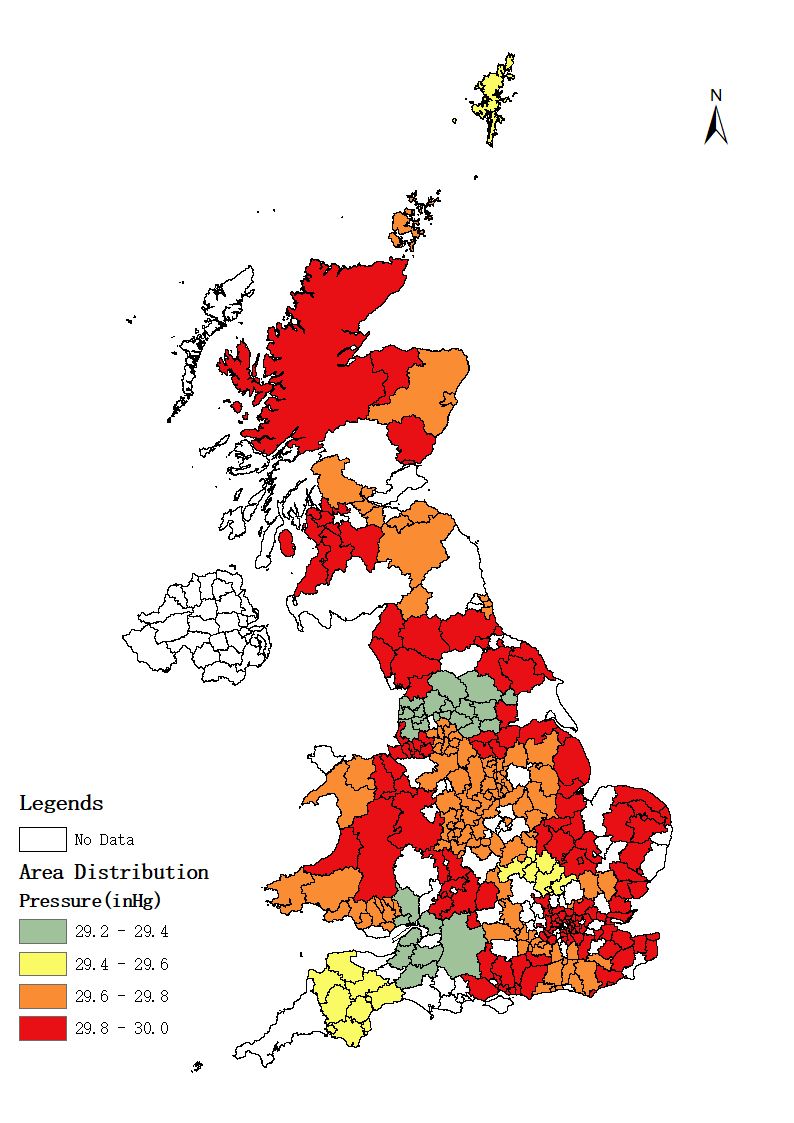 N
Legends
No Data
Area Distribution
Pressure(inHg)
29.2 - 29.4
29.4 - 29.6
29.6 - 29.8
29.8 - 30.0